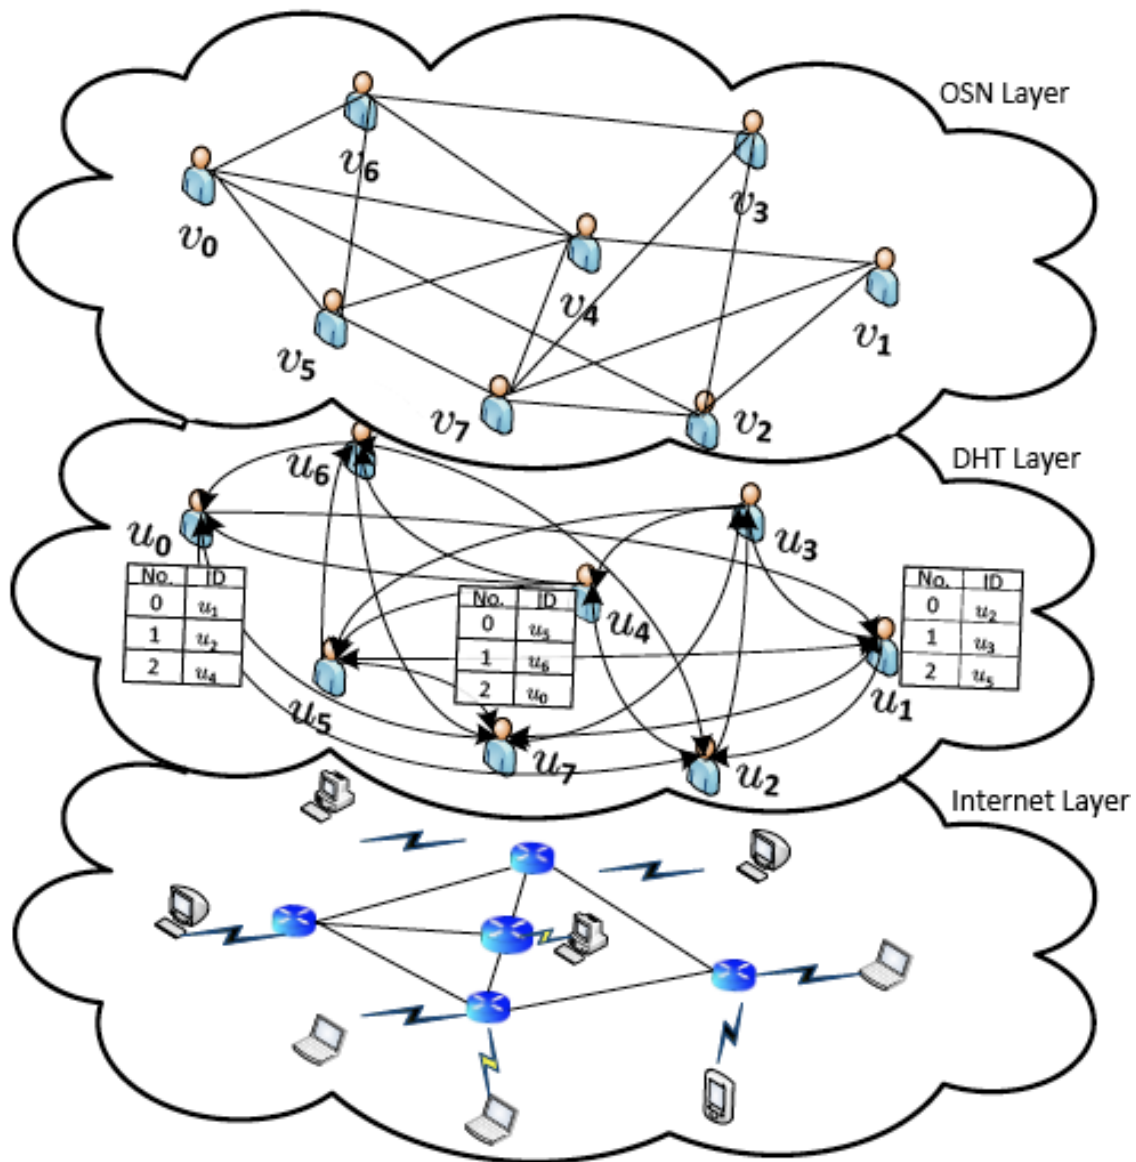 OSN Layer
v6
v3
v0
v4
v1
v5
v7
v2
DHT Layer
u6
u0
u3
No. ID
0 u1
1 u2
2 u4
No. ID
0 u5
1 u6
2 u0
u4
No. ID
0 u2
1 u3
2 u5
u5
u1
u7
u2
Internet Layer